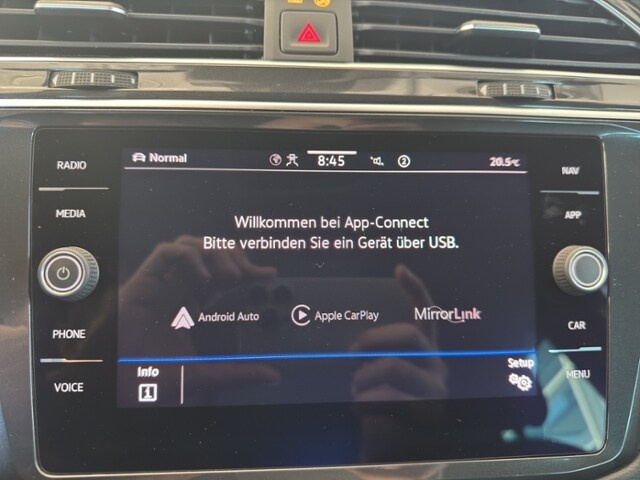 RADIO
MEDIA
PHONE
VOICE
Normal
8:45
2
20.5°C
Willkommen bei App-Connect
Bitte verbinden Sie ein Gerät über USB.
Android Auto
Apple CarPlay
MirrorLink
Info
Setup
NAV
APP
CAR
MENU